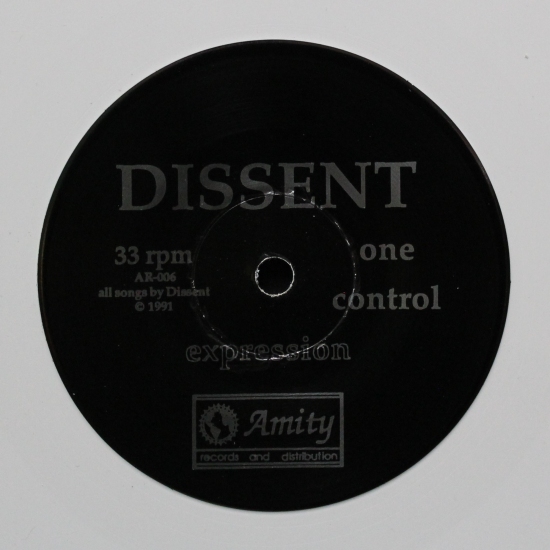 DISSENT
33 rpm
AR-006
all songs by Dissent
© 1991
one
control
expression
Amity
records and distribution